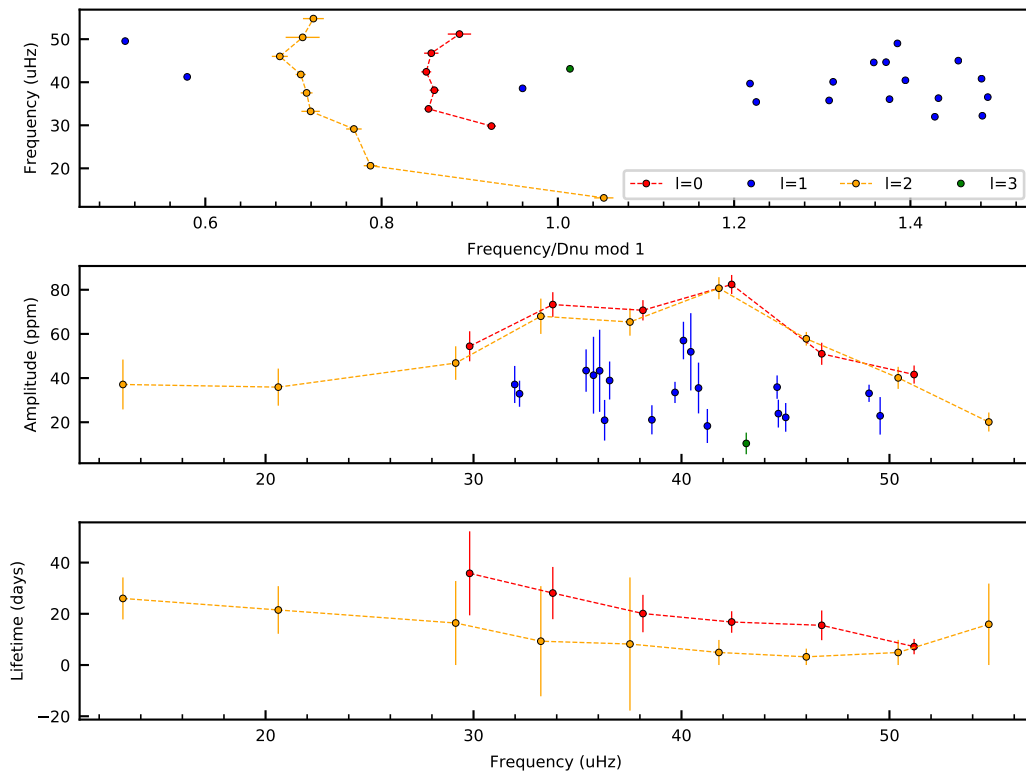 Frequency (uHz)
50
40
30
20
l=0 l=1 l=2 l=3
0.6 0.8 1.0 1.2 1.4
Frequency/Dnu mod 1
Amplitude (ppm)
80
60
40
20
20 30 40 50
Lifetime (days)
40
20
0
−20
20 30 40 50
Frequency (uHz)